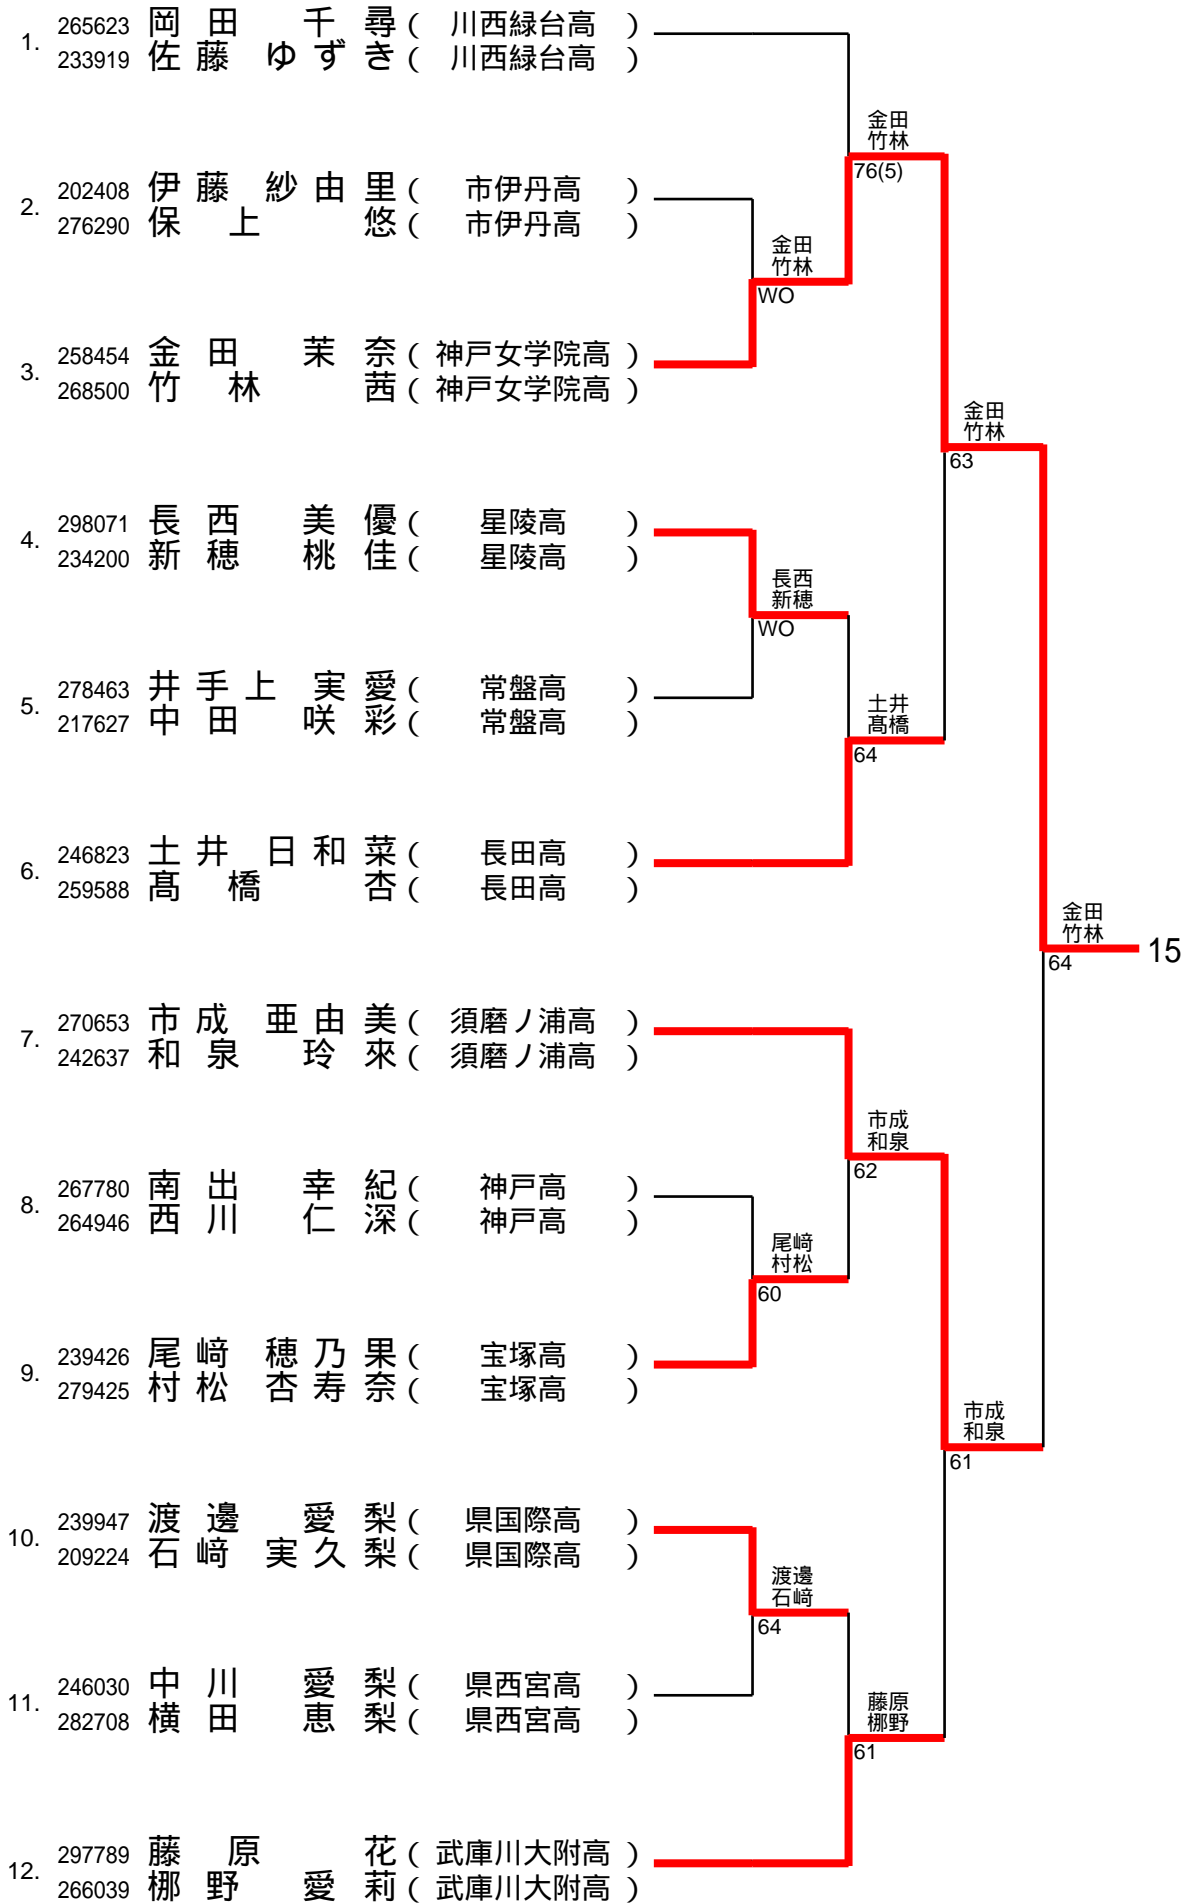 1. 265623 岡田 千尋 ( 川西緑台高 )
233919 佐藤 ゆずき ( 川西緑台高 )
金田
竹林
76(5)
2. 202408 伊藤 紗由里 ( 市伊丹高 )
276290 保上 悠 ( 市伊丹高 )
金田
竹林
WO
3. 258454 金田 茉奈 ( 神戸女学院高 )
268500 竹林 茜 ( 神戸女学院高 )
金田
竹林
63
4. 298071 長西 美優 ( 星陵高 )
234200 新穂 桃佳 ( 星陵高 )
長西
新穂
WO
5. 278463 井手上 実愛 ( 常盤高 )
217627 中田 咲彩 ( 常盤高 )
土井
髙橋
64
6. 246823 土井 日和菜 ( 長田高 )
259588 髙橋 杏 ( 長田高 )
金田
竹林
64
15
7. 270653 市成 亜由美 ( 須磨ノ浦高 )
242637 和泉 玲來 ( 須磨ノ浦高 )
市成
和泉
62
8. 267780 南出 幸紀 ( 神戸高 )
264946 西川 仁深 ( 神戸高 )
尾﨑
村松
60
9. 239426 尾﨑 穂乃果 ( 宝塚高 )
279425 村松 杏寿奈 ( 宝塚高 )
市成
和泉
61
10. 239947 渡邊 愛梨 ( 県国際高 )
209224 石﨑 実久梨 ( 県国際高 )
渡邊
石﨑
64
11. 246030 中川 愛梨 ( 県西宮高 )
282708 横田 恵梨 ( 県西宮高 )
藤原
梛野
61
12. 297789 藤原 花 ( 武庫川大附高 )
266039 梛野 愛莉 ( 武庫川大附高 )